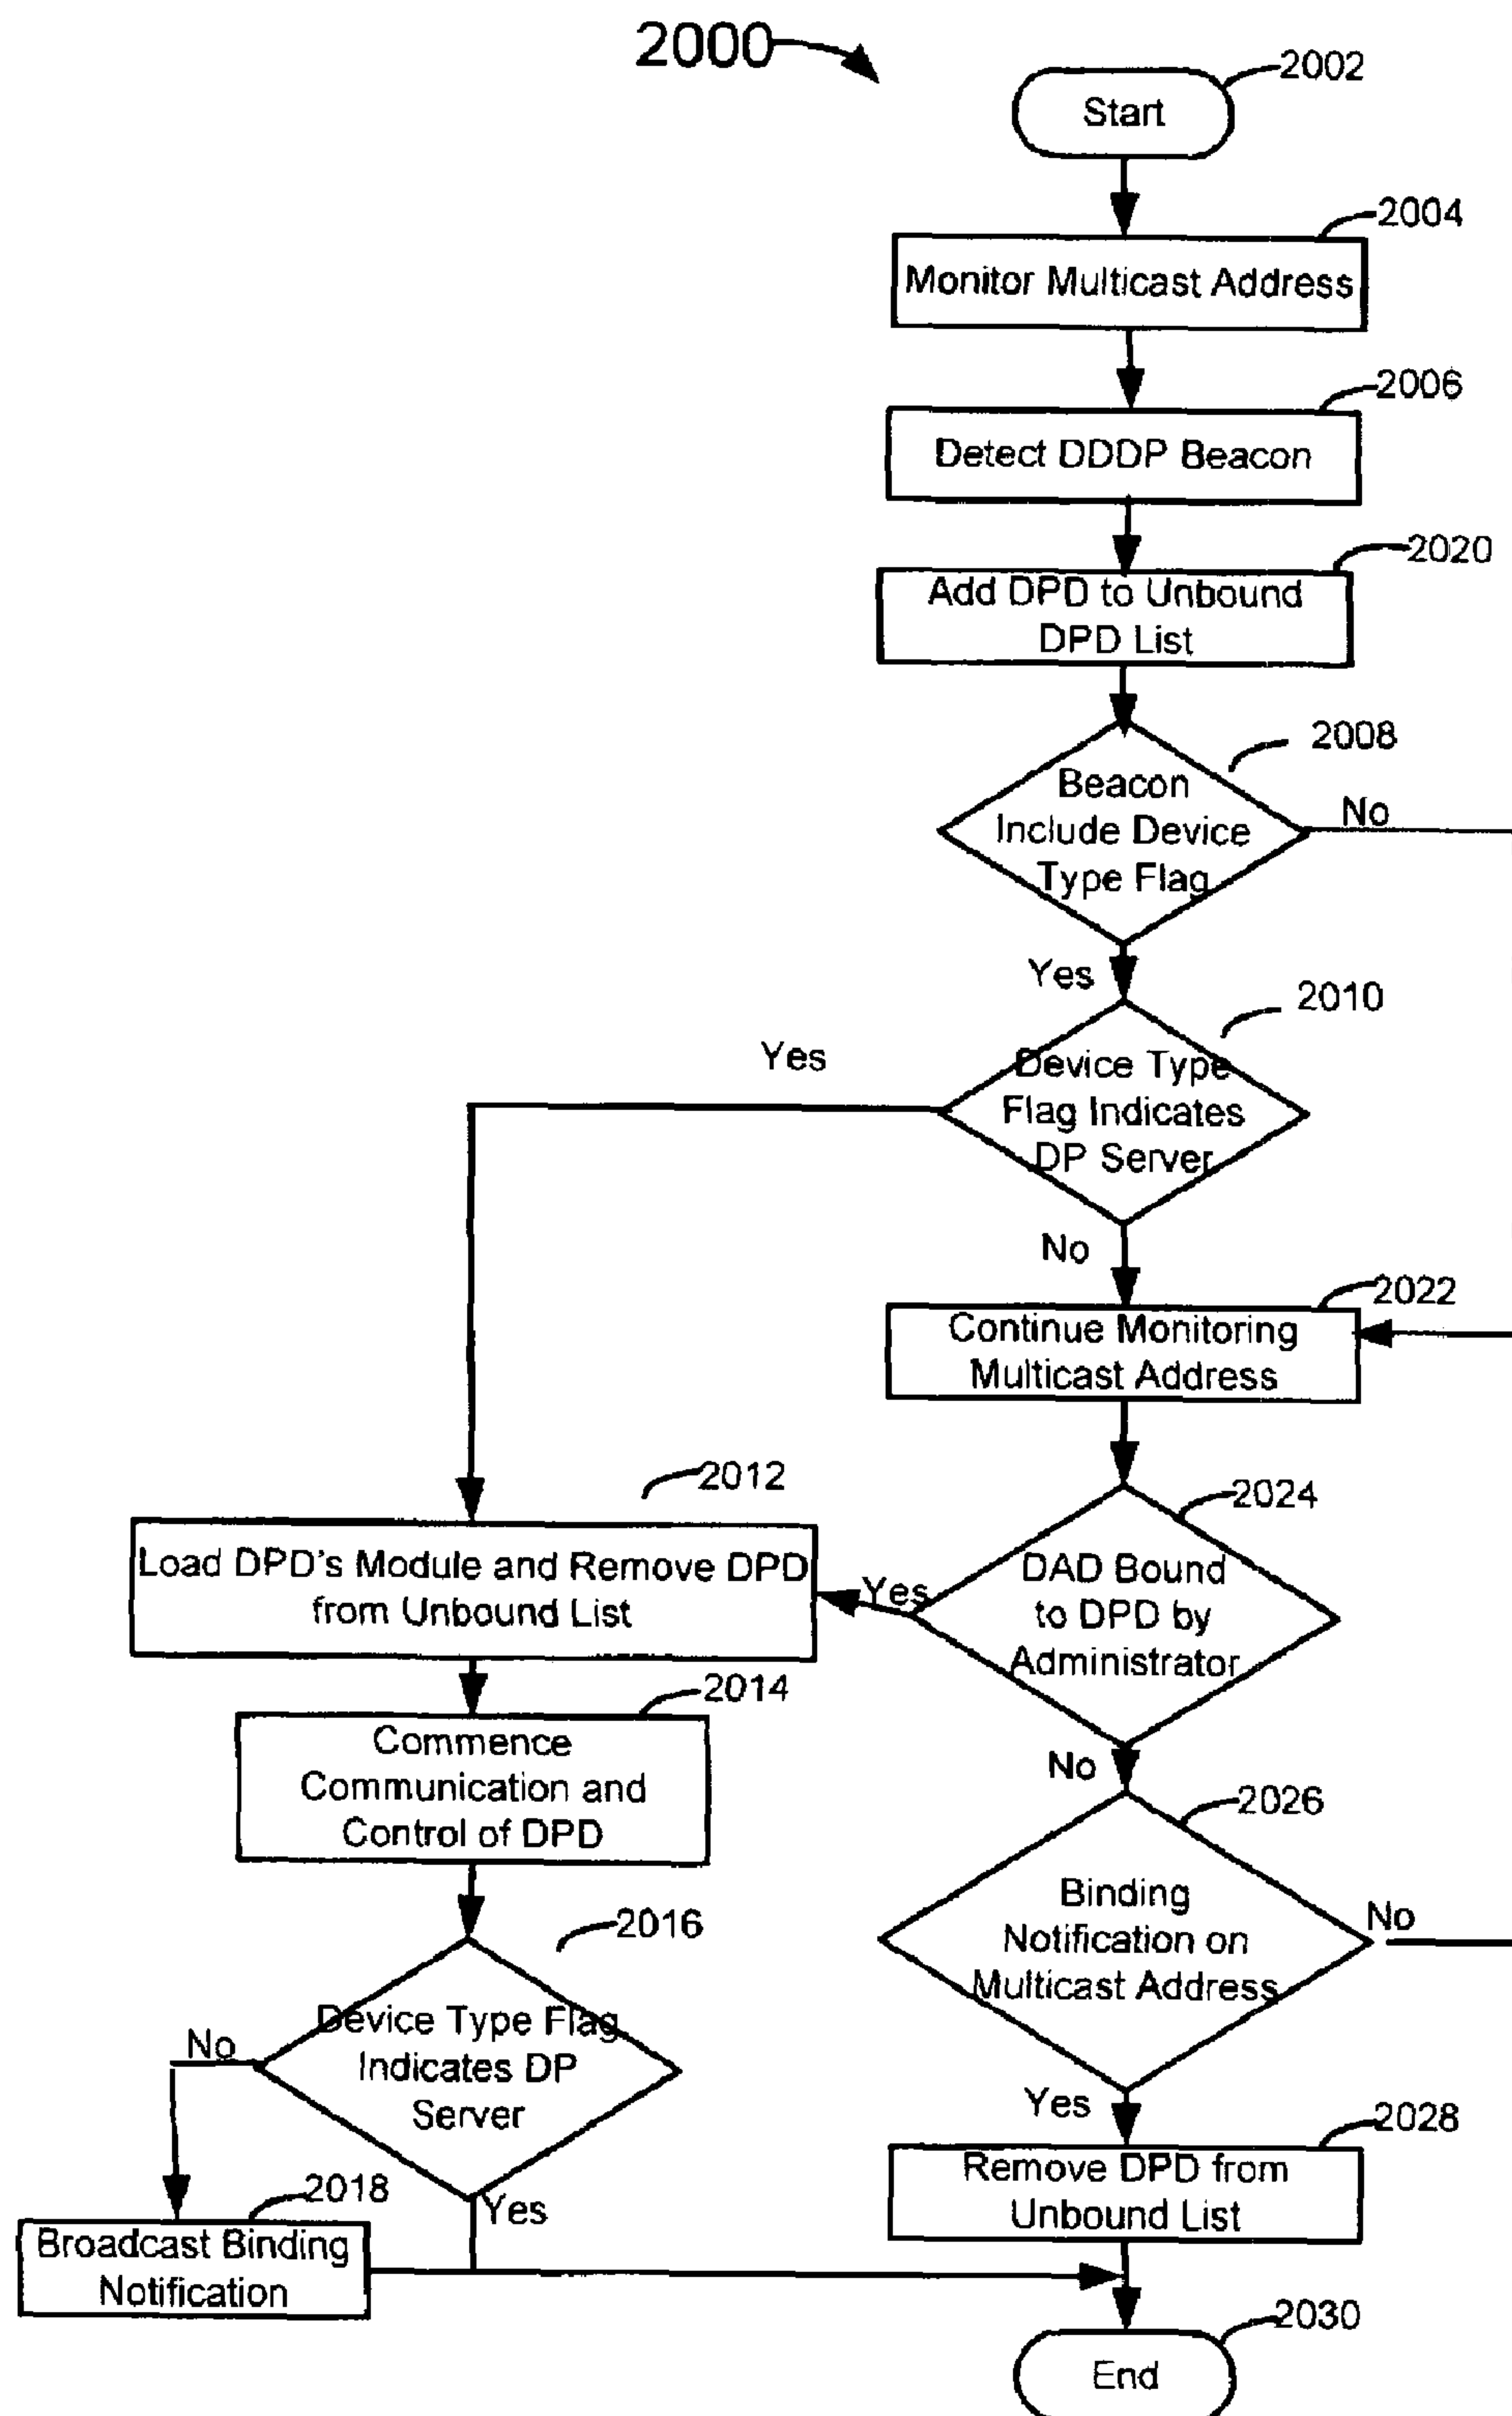 2000
2002
Start
2004
Monitor Multicast Address
2006
Detect DDDP Beacon
2020
Add DPD to Unbound
DPD List
2008
Beacon
Include Device
Type Flag
No
Yes
2010
Device Type
Flag Indicates
DP Server
Yes
No
2022
Continue Monitoring
Multicast Address
2012
Load DPD's Module and Remove DPD
from Unbound List
2024
DAD Bound
to DPD by
Administrator
Yes
No
2014
Commence
Communication and
Control of DPD
2026
Binding
Notification on
Multicast Address
No
Yes
2016
Device Type Flag
Indicates DP
Server
No
Yes
2018
Broadcast Binding
Notification
2028
Remove DPD from
Unbound List
2030
End